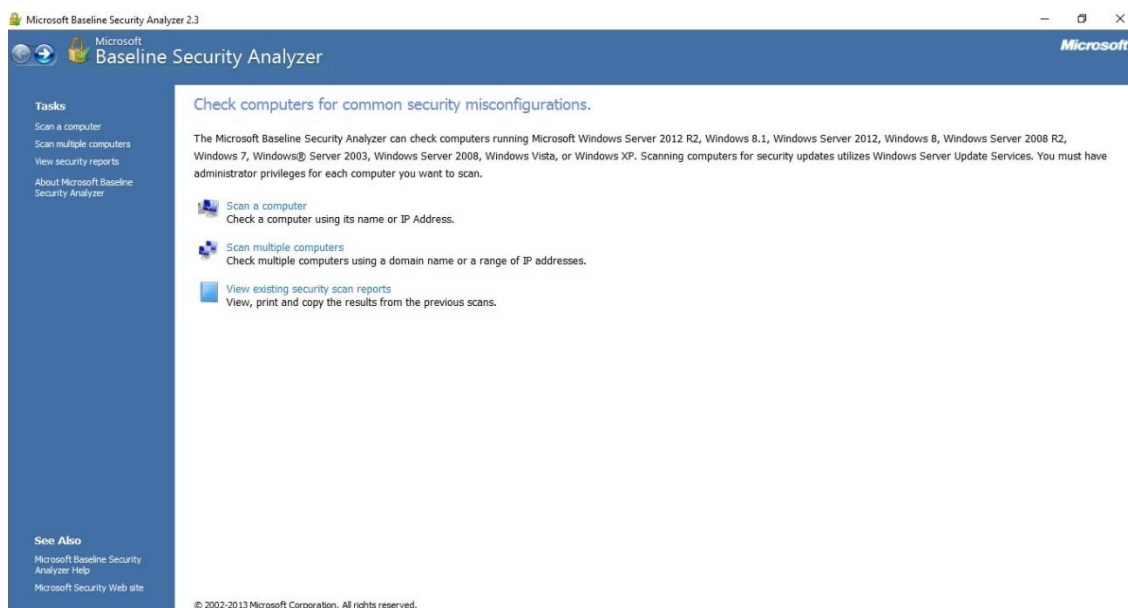 Microsoft Baseline Security Analyzer 2.3
Microsoft
Baseline Security Analyzer
Microsoft
Tasks
Scan a computer
Scan multiple computers
View security reports
About Microsoft Baseline
Security Analyzer
Check computers for common security misconfigurations.
The Microsoft Baseline Security Analyzer can check computers running Microsoft Windows Server 2012 R2, Windows 8.1, Windows Server 2012, Windows 8, Windows Server 2008 R2,
Windows 7, Windows® Server 2003, Windows Server 2008, Windows Vista, or Windows XP. Scanning computers for security updates utilizes Windows Server Update Services. You must have
administrator privileges for each computer you want to scan.
Scan a computer
Check a computer using its name or IP Address.
Scan multiple computers
Check multiple computers using a domain name or a range of IP addresses.
View existing security scan reports
View, print and copy the results from the previous scans.
See Also
Microsoft Baseline Security
Analyzer Help
Microsoft Security Web site
© 2002-2013 Microsoft Corporation. All rights reserved.